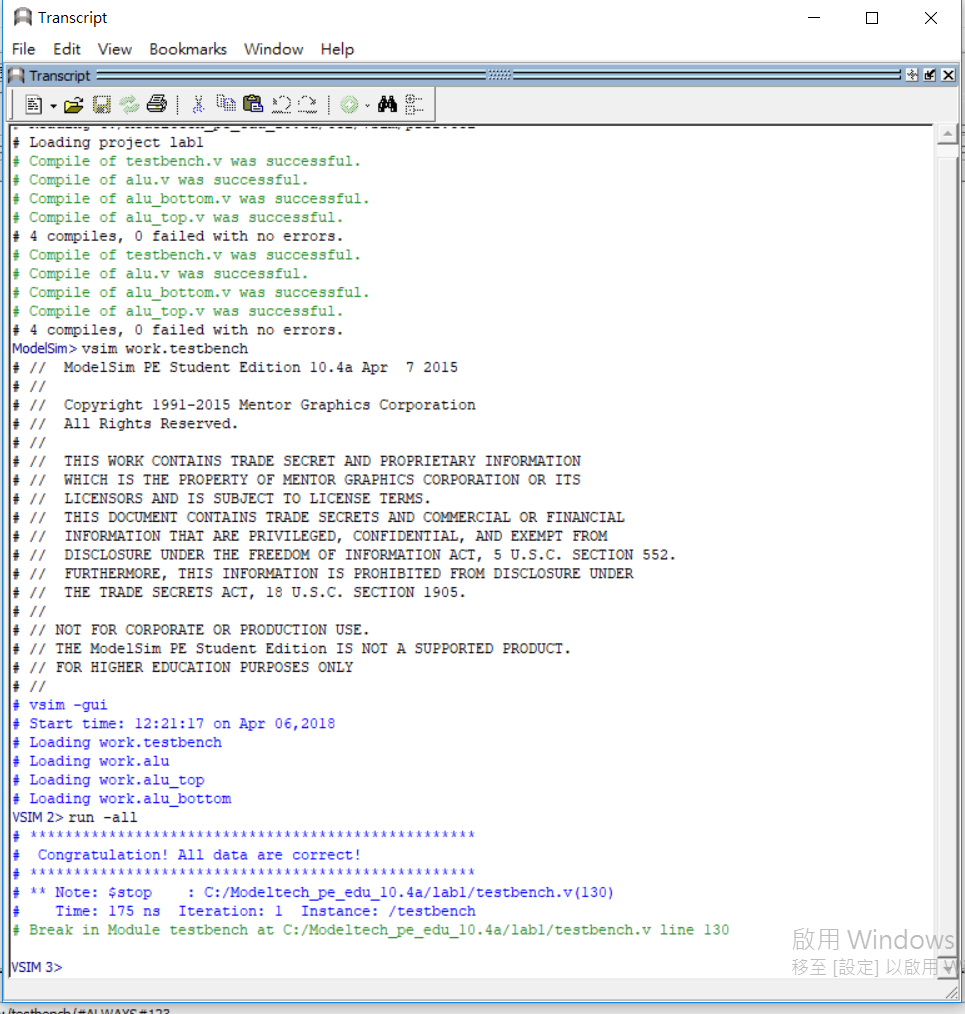 Transcript
File Edit View Bookmarks Window Help
Transcript
# Loading project lab1
# Compile of testbench.v was successful.
# Compile of alu.v was successful.
# Compile of alu_bottom.v was successful.
# Compile of alu_top.v was successful.
# 4 compiles, 0 failed with no errors.
# Compile of testbench.v was successful.
# Compile of alu.v was successful.
# Compile of alu_bottom.v was successful.
# Compile of alu_top.v was successful.
# 4 compiles, 0 failed with no errors.
ModelSim> vsim work.testbench
# // ModelSim PE Student Edition 10.4a Apr  7 2015
# //
# // Copyright 1991-2015 Mentor Graphics Corporation
# // All Rights Reserved.
# //
# // THIS WORK CONTAINS TRADE SECRET AND PROPRIETARY INFORMATION
# // WHICH IS THE PROPERTY OF MENTOR GRAPHICS CORPORATION OR ITS
# // LICENSORS AND IS SUBJECT TO LICENSE TERMS.
# // THIS DOCUMENT CONTAINS TRADE SECRETS AND COMMERCIAL OR FINANCIAL
# // INFORMATION THAT ARE PRIVILEGED, CONFIDENTIAL, AND EXEMPT FROM
# // DISCLOSURE UNDER THE FREEDOM OF INFORMATION ACT, 5 U.S.C. SECTION 552.
# // FURTHERMORE, THIS INFORMATION IS PROHIBITED FROM DISCLOSURE UNDER
# // THE TRADE SECRETS ACT, 18 U.S.C. SECTION 1905.
# //
# // NOT FOR CORPORATE OR PRODUCTION USE.
# // THE ModelSim PE Student Edition IS NOT A SUPPORTED PRODUCT.
# // FOR HIGHER EDUCATION PURPOSES ONLY
# //
# vsim -gui
# Start time: 12:21:17 on Apr 06,2018
# Loading work.testbench
# Loading work.alu
# Loading work.alu_top
# Loading work.alu_bottom
VSIM 2> run -all
# ***************************************************
#  Congratulation! All data are correct!
# ***************************************************
# ** Note: $stop    : C:/Modeltech_pe_edu_10.4a/lab1/testbench.v(130)
#    Time: 175 ns  Iteration: 1  Instance: /testbench
# Break in Module testbench at C:/Modeltech_pe_edu_10.4a/lab1/testbench.v line 130
VSIM 3>
啟用 Windows
移至 [設定] 以啟用 W